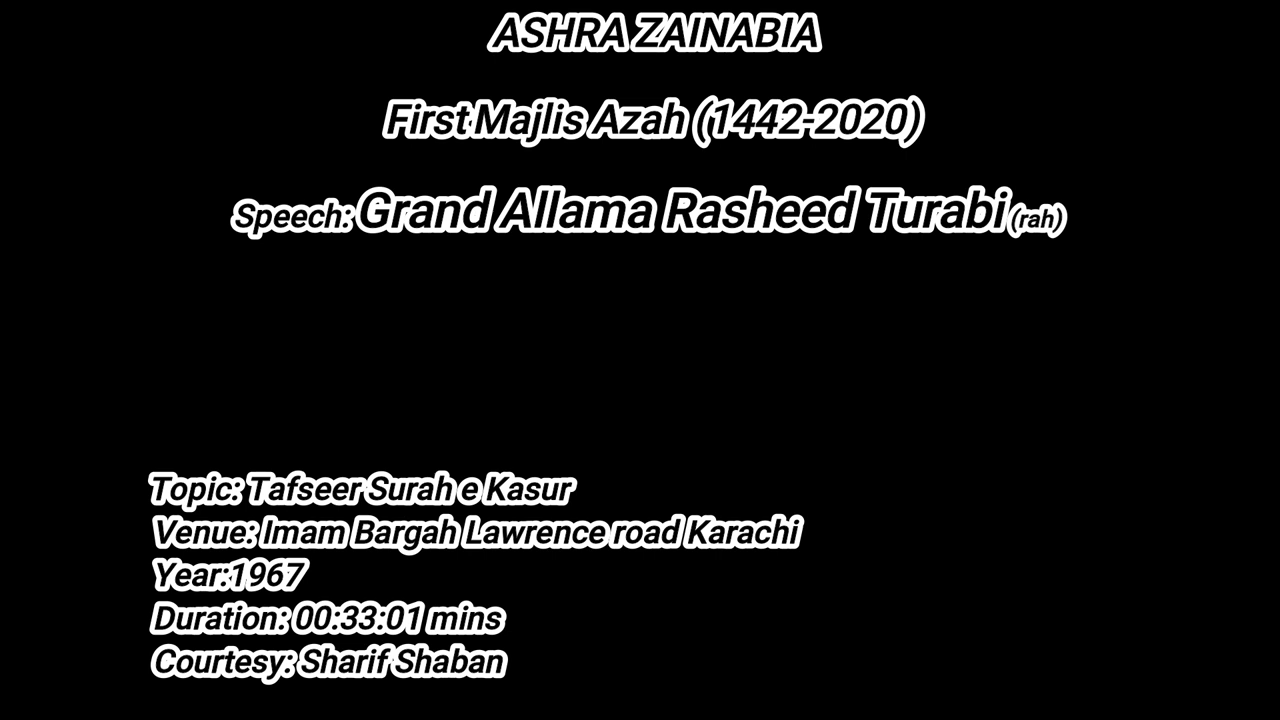 ASHRA ZAINABIA
First Majlis Azah (1442-2020)
Speech: Grand Allama Rasheed Turabi (rah)
Topic: Tafseer Surah e Kasur
Venue: Imam Bargah Lawrence road Karachi
Year:1967
Duration: 00:33:01 mins
Courtesy: Sharif Shaban